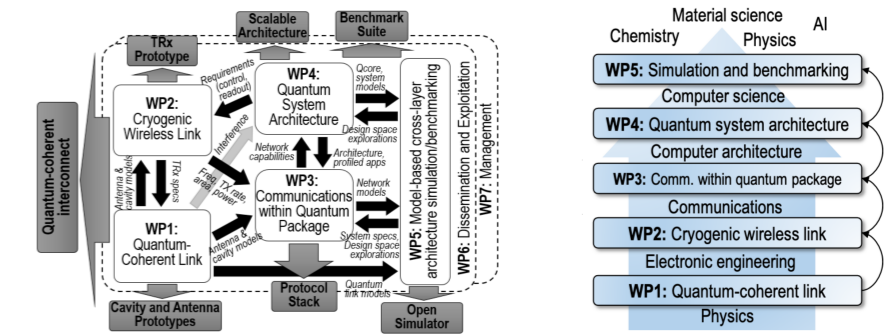 Scalable
Architecture
Benchmark
Suite
TRx
Prototype
Requirements
(control,
readout)
WP4:
Quantum
System
Architecture
Qcore,
system
models
WP2:
Cryogenic
Wireless Link
Interference
Design space
explorations
Network
capabilities
Architecture,
profiled apps
Quantum-coherent
interconnect
Antenna &
cavity models
TRx specs
Freq,
area
TX rate,
power
WP3:
Communications
within Quantum
Package
Network
models
WP5: Model-based cross-layer
architecture simulation/benchmarking
WP6: Dissemination and Exploitation
WP7: Management
WP1:
Quantum-
Coherent Link
Antenna &
cavity models
System specs,
Design space
explorations
Quantum
link models
Cavity and Antenna
Prototypes
Protocol
Stack
Open
Simulator
Material science
Chemistry
Physics
AI
WP5: Simulation and benchmarking
Computer science
WP4: Quantum system architecture
Computer architecture
WP3: Comm. within quantum package
Communications
WP2: Cryogenic wireless link
Electronic engineering
WP1: Quantum-coherent link
Physics